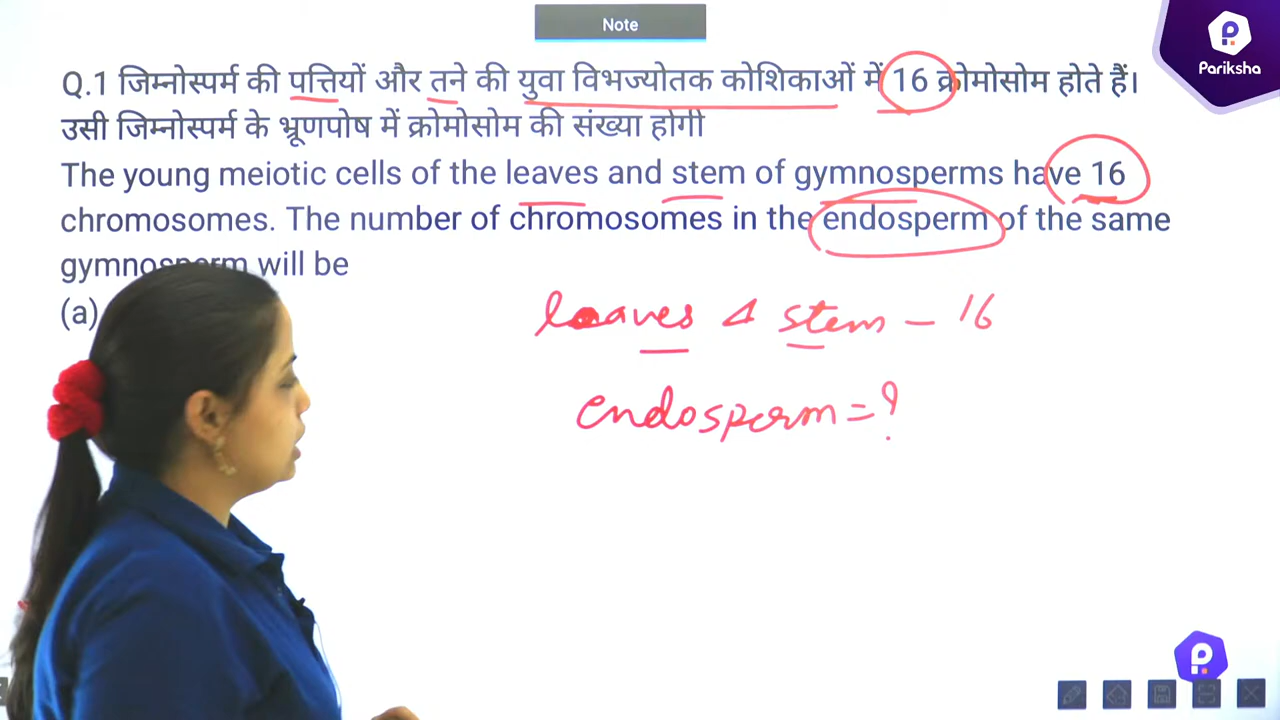 Note
Pariksha
Q.1 जिम्नोस्पर्म की पत्तियों और तने की युवा विभज्योतक कोशिकाओं में 16 क्रोमोसोम होते हैं।
उसी जिम्नोस्पर्म के भ्रूणपोष में क्रोमोसोम की संख्या होगी
The young meiotic cells of the leaves and stem of gymnosperms have 16
chromosomes. The number of chromosomes in the endosperm of the same
gymnosperm will be
(a)
leaves & stem – 16
endosperm = ?